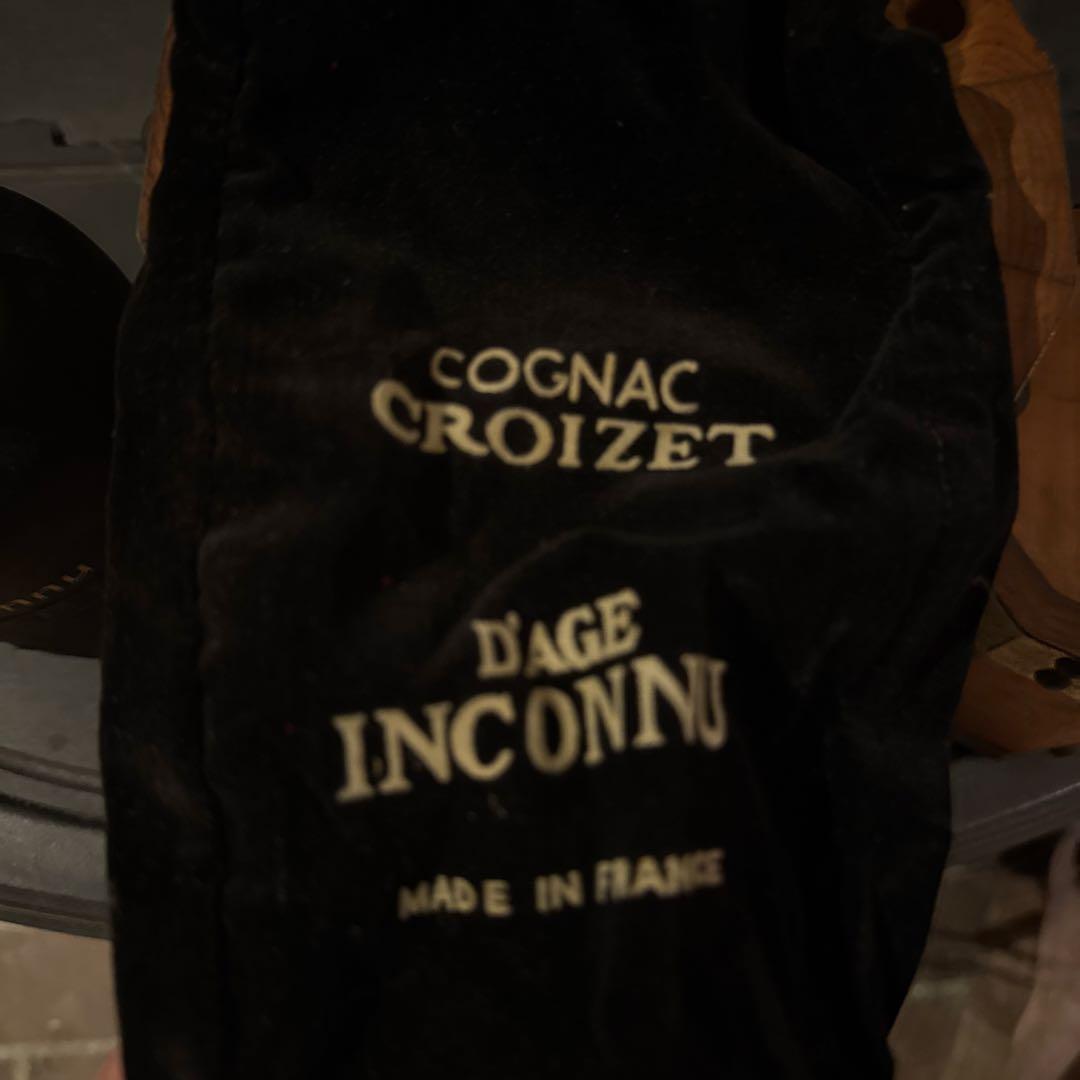 COGNAC
CROIZET
D'AGE
INCONNU
MADE IN FRANCE